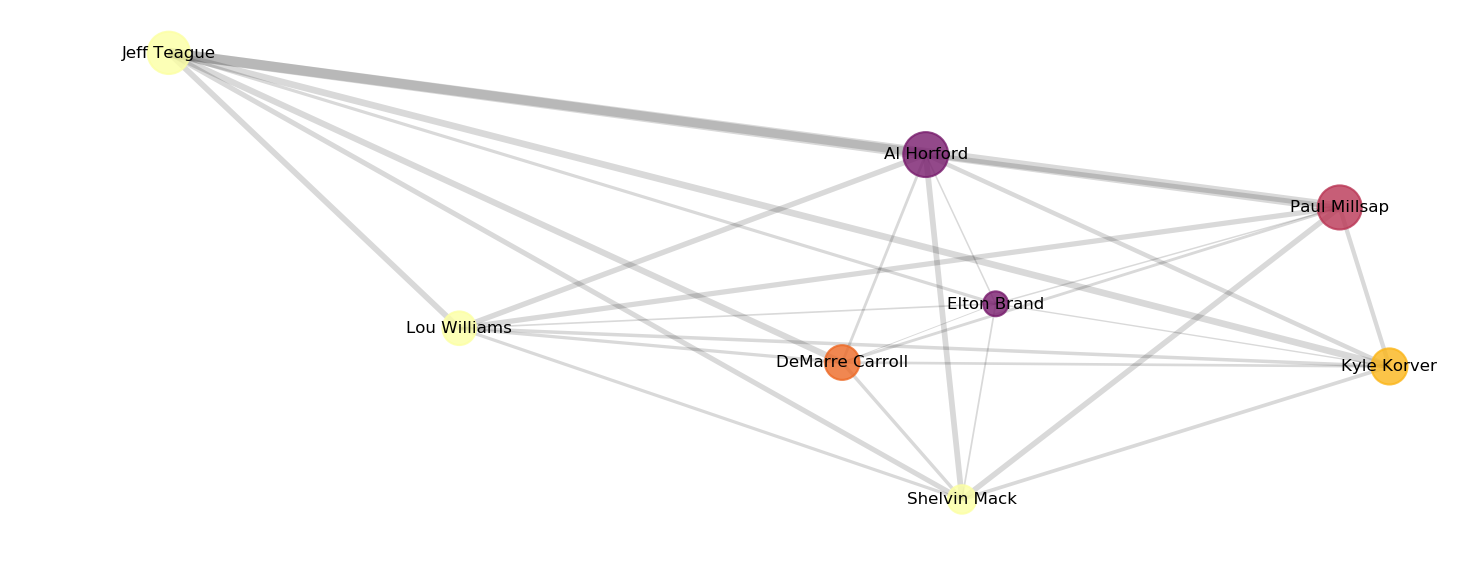 Jeff Teague
Al Horford
Paul Millsap
Elton Brand
Lou Williams
DeMarre Carroll
Kyle Korver
Shelvin Mack